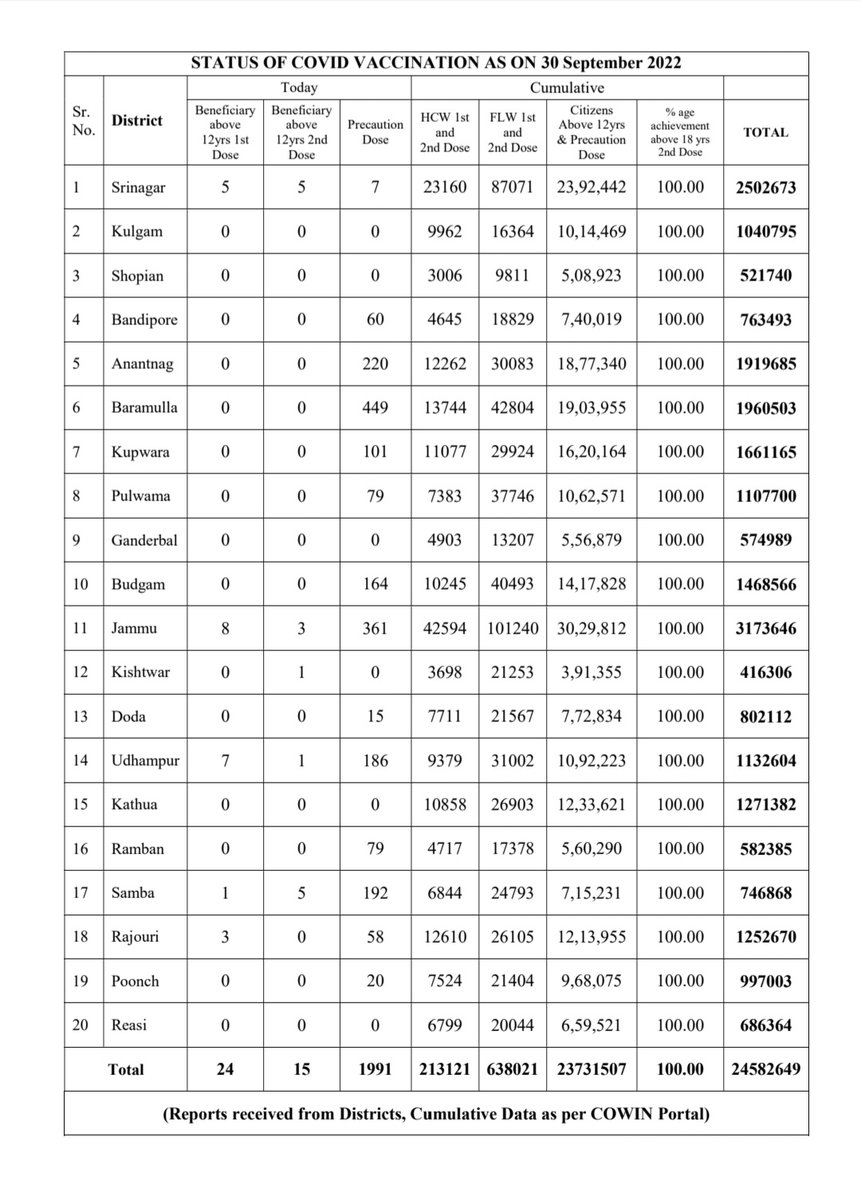 STATUS OF COVID VACCINATION AS ON 30 September 2022
Sr. No. District Today Cumulative
Beneficiary above 12yrs 1st Dose Beneficiary above 12yrs 2nd Dose Precaution Dose HCW 1st and 2nd Dose FLW 1st and 2nd Dose Citizens Above 12yrs & Precaution Dose % age achievement above 18 yrs 2nd Dose TOTAL
1 Srinagar 5 5 7 23160 87071 23,92,442 100.00 2502673
2 Kulgam 0 0 0 9962 16364 10,14,469 100.00 1040795
3 Shopian 0 0 0 3006 9811 5,08,923 100.00 521740
4 Bandipore 0 0 60 4645 18829 7,40,019 100.00 763493
5 Anantnag 0 0 220 12262 30083 18,77,340 100.00 1919685
6 Baramulla 0 0 449 13744 42804 19,03,955 100.00 1960503
7 Kupwara 0 0 101 11077 29924 16,20,164 100.00 1661165
8 Pulwama 0 0 79 7383 37746 10,62,571 100.00 1107700
9 Ganderbal 0 0 0 4903 13207 5,56,879 100.00 574989
10 Budgam 0 0 164 10245 40493 14,17,828 100.00 1468566
11 Jammu 8 3 361 42594 101240 30,29,812 100.00 3173646
12 Kishtwar 0 1 0 3698 21253 3,91,355 100.00 416306
13 Doda 0 0 15 7711 21567 7,72,834 100.00 802112
14 Udhampur 7 1 186 9379 31002 10,92,223 100.00 1132604
15 Kathua 0 0 0 10858 26903 12,33,621 100.00 1271382
16 Ramban 0 0 79 4717 17378 5,60,290 100.00 582385
17 Samba 1 5 192 6844 24793 7,15,231 100.00 746868
18 Rajouri 3 0 58 12610 26105 12,13,955 100.00 1252670
19 Poonch 0 0 20 7524 21404 9,68,075 100.00 997003
20 Reasi 0 0 0 6799 20044 6,59,521 100.00 686364
Total 24 15 1991 213121 638021 23731507 100.00 24582649
(Reports received from Districts, Cumulative Data as per COWIN Portal)